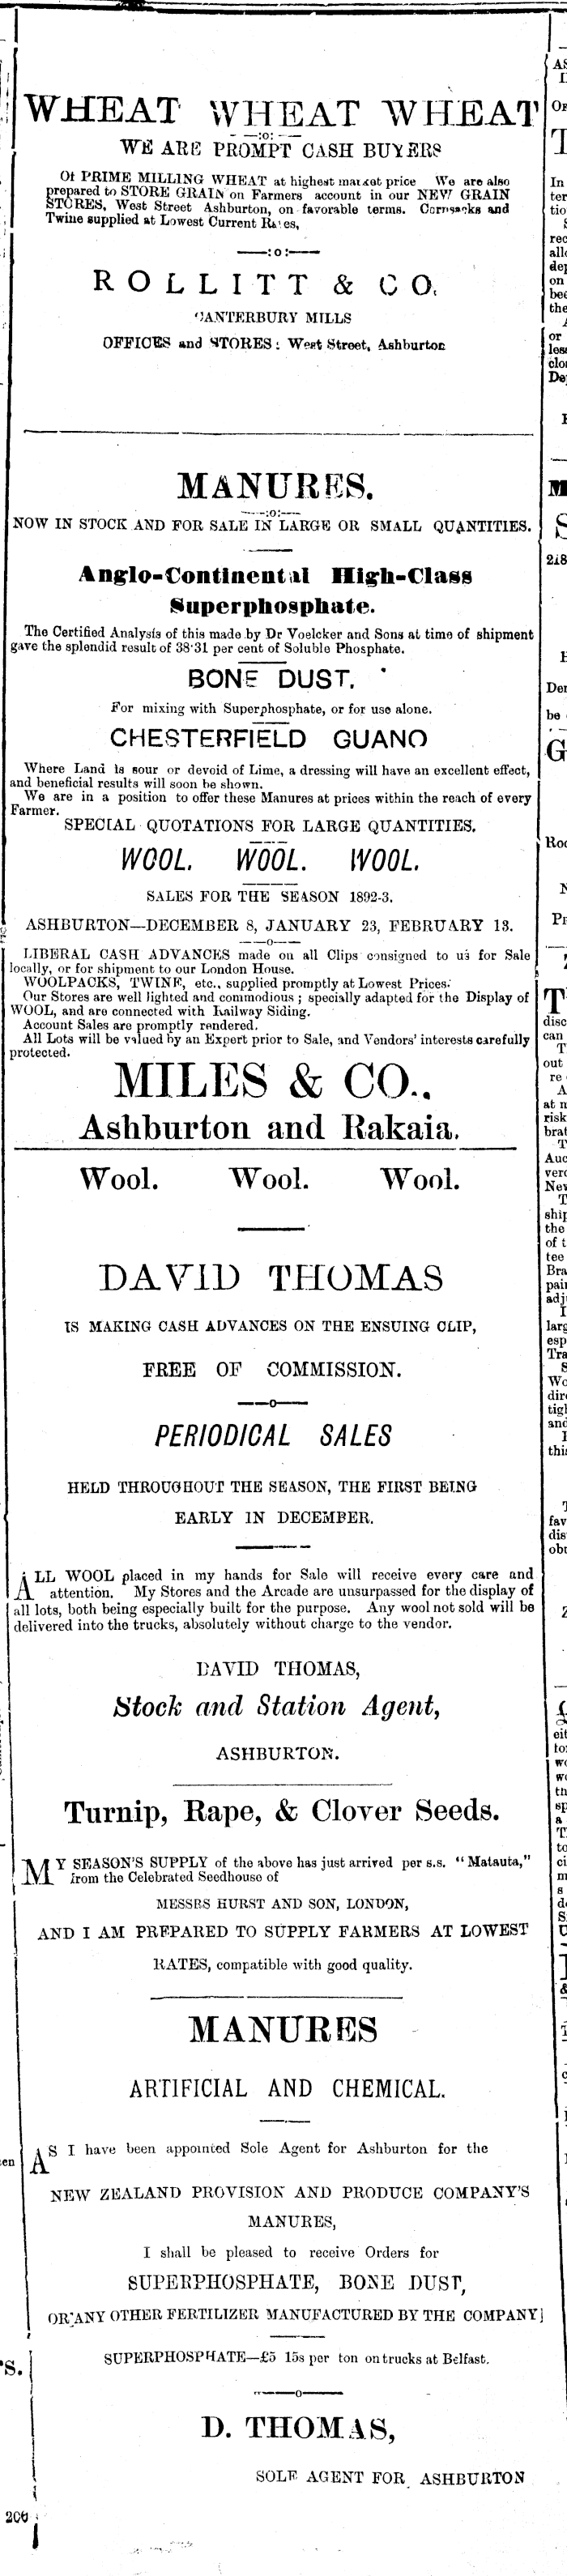 WHEAT WHEAT WHEAT
—:o:—
WE ARE PROMPT CASH BUYERS
Of PRIME MILLING WHEAT at highest market price We are also
prepared to STORE GRAIN on Farmers account in our NEW GRAIN
STORES, West Street Ashburton, on favorable terms. Cornsacks and
Twine supplied at Lowest Current Rates,
—:o:—
ROLLITT & CO,
CANTERBURY MILLS
OFFICES and STORES: West Street, Ashburton
MANURES.
—:o:—
NOW IN STOCK AND FOR SALE IN LARGE OR SMALL QUANTITIES.
Anglo-Continental High-Class
Superphosphate.
The Certified Analysis of this made by Dr Voelcker and Sons at time of shipment
gave the splendid result of 38·31 per cent of Soluble Phosphate.
BONE DUST.
For mixing with Superphosphate, or for use alone.
CHESTERFIELD GUANO
Where Land is sour or devoid of Lime, a dressing will have an excellent effect,
and beneficial results will soon be shown.
We are in a position to offer these Manures at prices within the reach of every
Farmer.
SPECIAL QUOTATIONS FOR LARGE QUANTITIES.
WOOL. WOOL. WOOL.
SALES FOR THE SEASON 1892-3.
ASHBURTON—DECEMBER 8, JANUARY 23, FEBRUARY 13.
——o——
LIBERAL CASH ADVANCES made on all Clips consigned to us for Sale
locally, or for shipment to our London House.
WOOLPACKS, TWINE, etc., supplied promptly at Lowest Prices.
Our Stores are well lighted and commodious; specially adapted for the Display of
WOOL, and are connected with Railway Siding.
Account Sales are promptly rendered.
All Lots will be valued by an Expert prior to Sale, and Vendors' interests carefully
protected.
MILES & CO.,
Ashburton and Rakaia.
Wool. Wool. Wool.
DAVID THOMAS
IS MAKING CASH ADVANCES ON THE ENSUING CLIP,
FREE OF COMMISSION.
——o——
PERIODICAL SALES
HELD THROUGHOUT THE SEASON, THE FIRST BEING
EARLY IN DECEMBER.
ALL WOOL placed in my hands for Sale will receive every care and
attention. My Stores and the Arcade are unsurpassed for the display of
all lots, both being especially built for the purpose. Any wool not sold will be
delivered into the trucks, absolutely without charge to the vendor.
DAVID THOMAS,
Stock and Station Agent,
ASHBURTON.
Turnip, Rape, & Clover Seeds.
MY SEASON'S SUPPLY of the above has just arrived per s.s. "Matauta,"
from the Celebrated Seedhouse of
MESSRS HURST AND SON, LONDON,
AND I AM PREPARED TO SUPPLY FARMERS AT LOWEST
RATES, compatible with good quality.
MANURES
ARTIFICIAL AND CHEMICAL.
AS I have been appointed Sole Agent for Ashburton for the
NEW ZEALAND PROVISION AND PRODUCE COMPANY'S
MANURES,
I shall be pleased to receive Orders for
SUPERPHOSPHATE, BONE DUST,
OR ANY OTHER FERTILIZER MANUFACTURED BY THE COMPANY
SUPERPHOSPHATE—£5 15s per ton on trucks at Belfast.
——o——
D. THOMAS,
SOLE AGENT FOR ASHBURTON
200